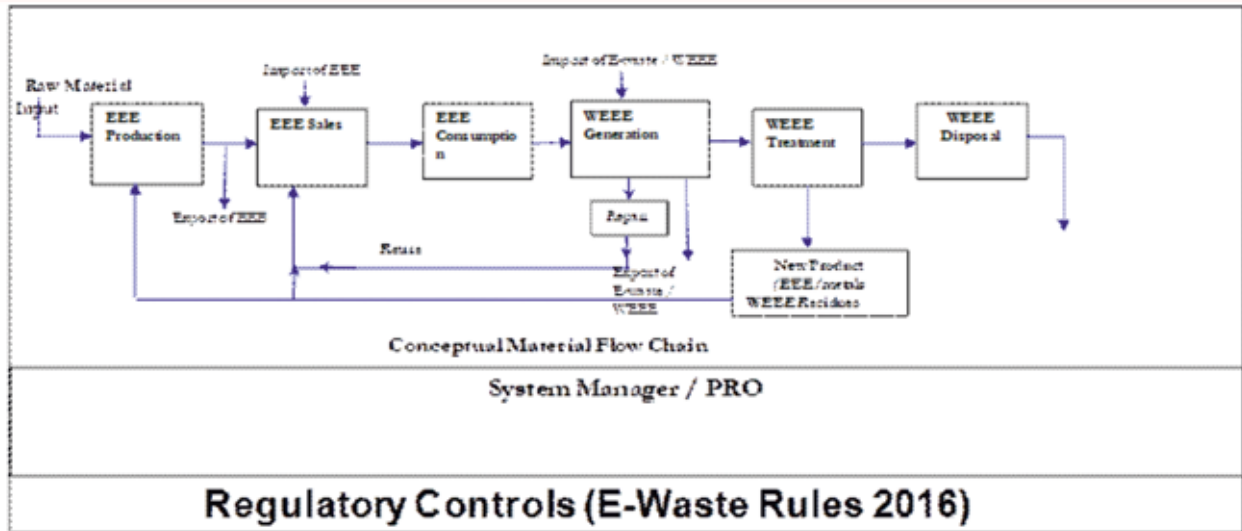 Import of EEE
Import of E-waste / WEEE
Raw Material
Input
EEE
Production
EEE Sales
EEE
Consumptio
n
WEEE
Generation
WEEE
Treatment
WEEE
Disposal
Export of EEE
Reuse
Export of
E-waste /
WEEE
New Product
(EEE/metals
WEEE Residues
Conceptual Material Flow Chain
System Manager / PRO
Regulatory Controls (E-Waste Rules 2016)